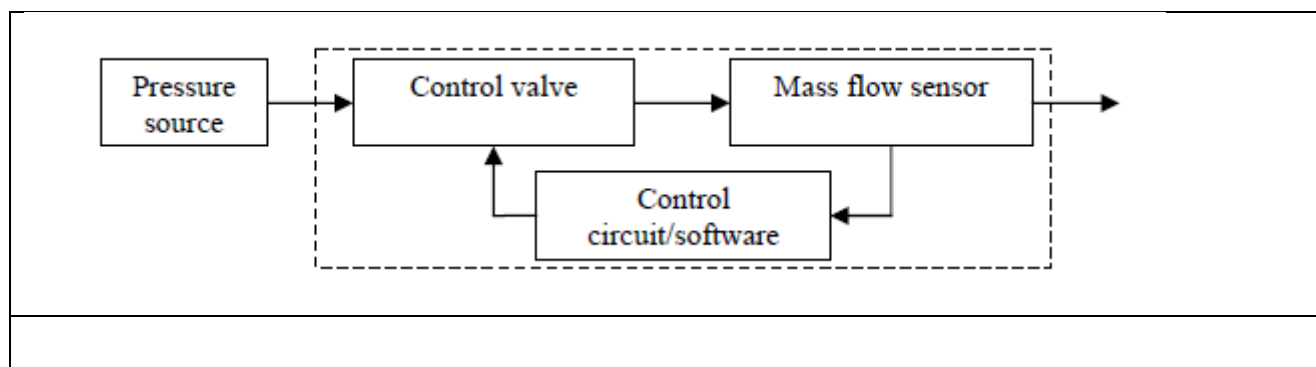 Pressure
source
Control valve
Mass flow sensor
Control
circuit/software